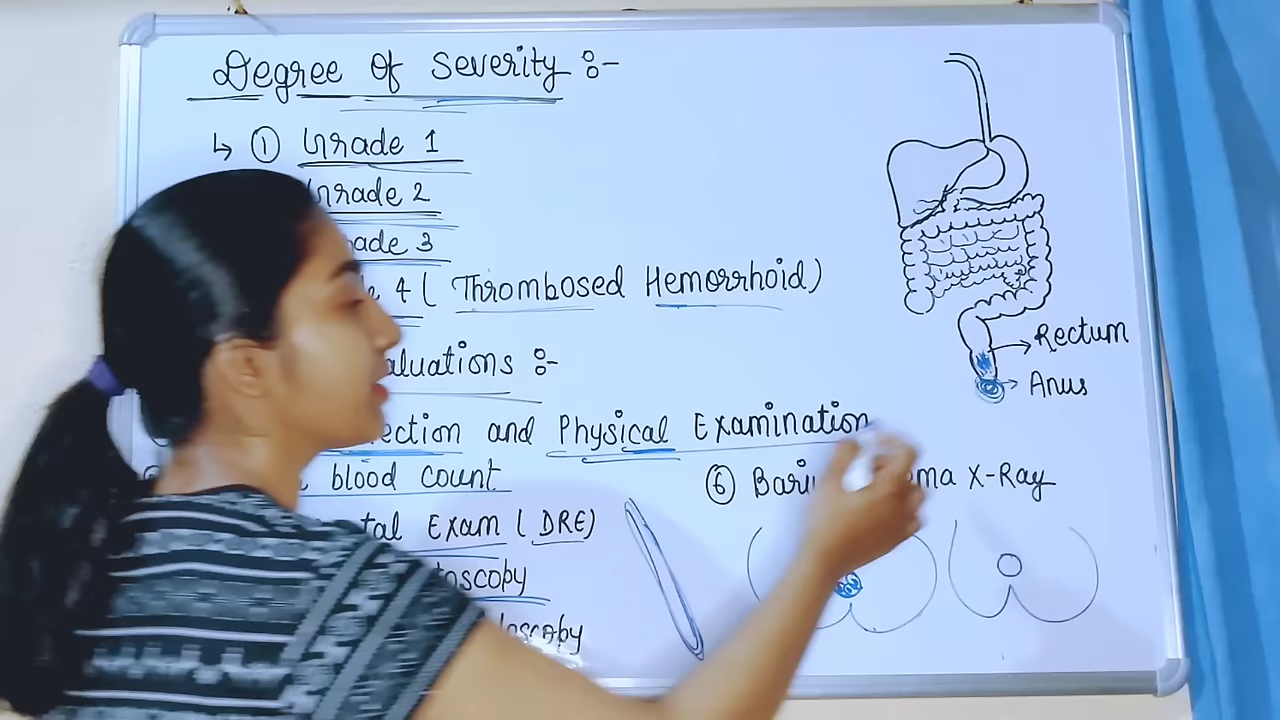 Degree of Severity :-
↳ ① Grade 1
Grade 2
ade 3
4 ( Thrombosed Hemorrhoid)
aluations :-
ection and Physical Examination
blood count
tal Exam ( DRE)
toscopy
oscopy
⑥ Bari ma X-Ray
Rectum
Anus